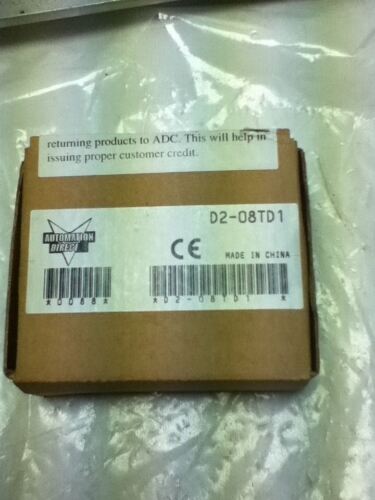 returning products to ADC. This will help in
issuing proper customer credit.
D2-08TD1
AUTOMATION
DIRECT
CE
MADE IN CHINA
*0088*
*D2-08TD1*